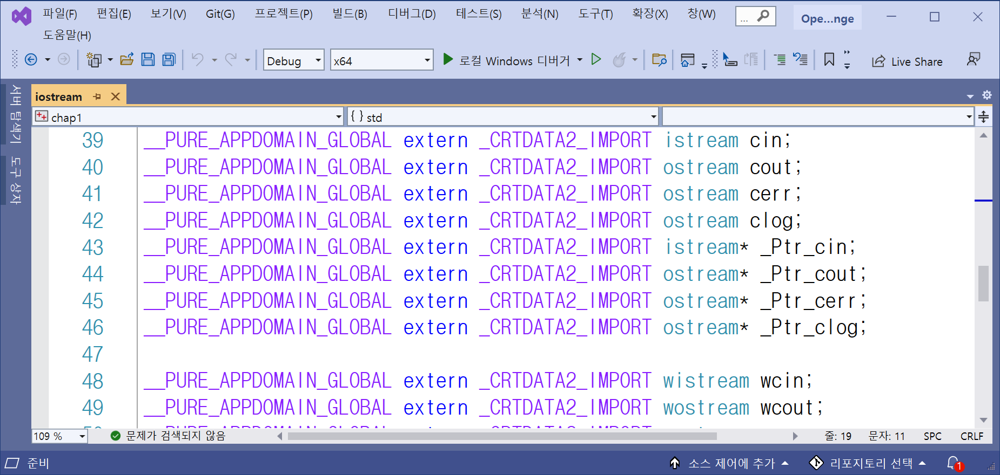 파일(F) 편집(E) 보기(V) Git(G) 프로젝트(P) 빌드(B) 디버그(D) 테스트(S) 분석(N) 도구(T) 확장(X) 창(W) ... Ope...nge
도움말(H)
Debug x64 로컬 Windows 디버거 Live Share
서버 탐색기
도구 상자
iostream
chap1 { } std
39 __PURE_APPDOMAIN_GLOBAL extern _CRTDATA2_IMPORT istream cin;
40 __PURE_APPDOMAIN_GLOBAL extern _CRTDATA2_IMPORT ostream cout;
41 __PURE_APPDOMAIN_GLOBAL extern _CRTDATA2_IMPORT ostream cerr;
42 __PURE_APPDOMAIN_GLOBAL extern _CRTDATA2_IMPORT ostream clog;
43 __PURE_APPDOMAIN_GLOBAL extern _CRTDATA2_IMPORT istream* _Ptr_cin;
44 __PURE_APPDOMAIN_GLOBAL extern _CRTDATA2_IMPORT ostream* _Ptr_cout;
45 __PURE_APPDOMAIN_GLOBAL extern _CRTDATA2_IMPORT ostream* _Ptr_cerr;
46 __PURE_APPDOMAIN_GLOBAL extern _CRTDATA2_IMPORT ostream* _Ptr_clog;
47
48 __PURE_APPDOMAIN_GLOBAL extern _CRTDATA2_IMPORT wistream wcin;
49 __PURE_APPDOMAIN_GLOBAL extern _CRTDATA2_IMPORT wostream wcout;
109 % 문제가 검색되지 않음 줄: 19 문자: 11 SPC CRLF
준비 소스 제어에 추가 리포지토리 선택 1